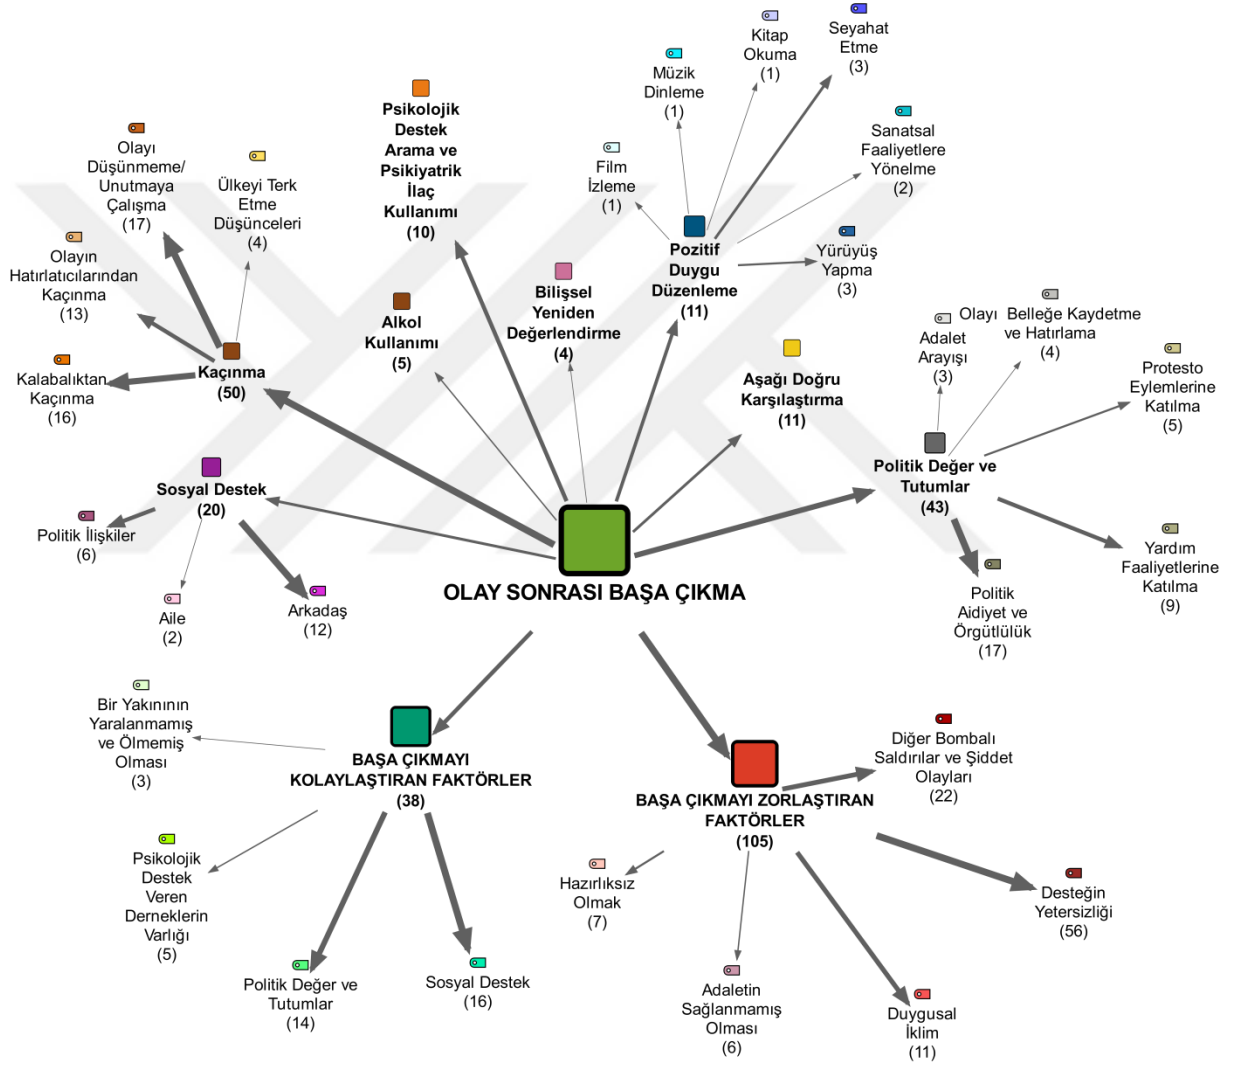 Seyahat
Etme
(3)
Kitap
Okuma
(1)
Müzik
Dinleme
(1)
Film
İzleme
(1)
Sanatsal
Faaliyetlere
Yönelme
(2)
Yürüyüş
Yapma
(3)
Pozitif
Duygu
Düzenleme
(11)
Psikolojik
Destek
Arama ve
Psikiyatrik
İlaç
Kullanımı
(10)
Olayı
Düşünmeme/
Unutmaya
Çalışma
(17)
Ülkeyi Terk
Etme
Düşünceleri
(4)
Olayın
Hatırlatıcılarından
Kaçınma
(13)
Kalabalıktan
Kaçınma
(16)
Kaçınma
(50)
Alkol
Kullanımı
(5)
Bilişsel
Yeniden
Değerlendirme
(4)
Aşağı Doğru
Karşılaştırma
(11)
Adalet
Arayışı
(3)
Olayı Belleğe Kaydetme
ve Hatırlama
(4)
Protesto
Eylemlerine
Katılma
(5)
Politik Değer ve
Tutumlar
(43)
Yardım
Faaliyetlerine
Katılma
(9)
Politik
Aidiyet ve
Örgütlülük
(17)
Sosyal Destek
(20)
Politik İlişkiler
(6)
Aile
(2)
Arkadaş
(12)
OLAY SONRASI BAŞA ÇIKMA
Bir Yakınının
Yaralanmamış
ve Ölmemiş
Olması
(3)
BAŞA ÇIKMAYI
KOLAYLAŞTIRAN FAKTÖRLER
(38)
Psikolojik
Destek
Veren
Derneklerin
Varlığı
(5)
Politik Değer ve
Tutumlar
(14)
Sosyal Destek
(16)
BAŞA ÇIKMAYI ZORLAŞTIRAN
FAKTÖRLER
(105)
Diğer Bombalı
Saldırılar ve Şiddet
Olayları
(22)
Hazırlıksız
Olmak
(7)
Desteğin
Yetersizliği
(56)
Adaletin
Sağlanmamış
Olması
(6)
Duygusal
İklim
(11)